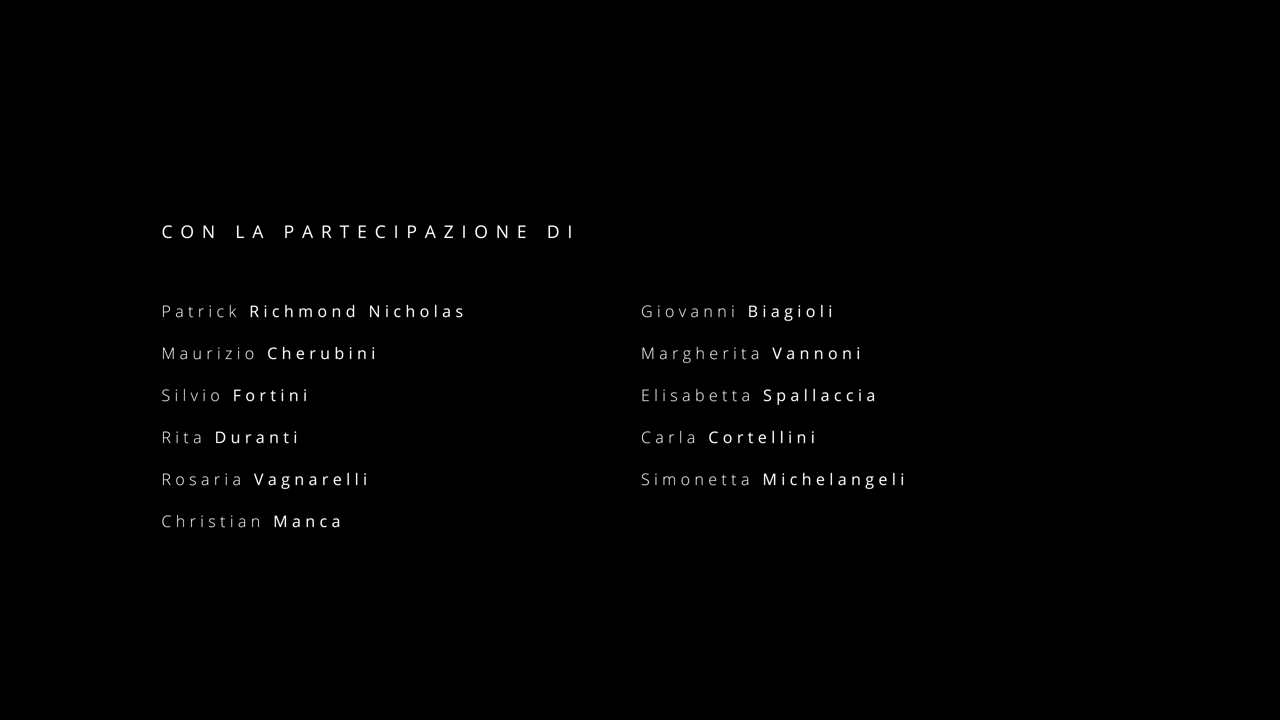 CON LA PARTECIPAZIONE DI
Patrick Richmond Nicholas
Maurizio Cherubini
Silvio Fortini
Rita Duranti
Rosaria Vagnarelli
Christian Manca
Giovanni Biagioli
Margherita Vannoni
Elisabetta Spallaccia
Carla Cortellini
Simonetta Michelangeli